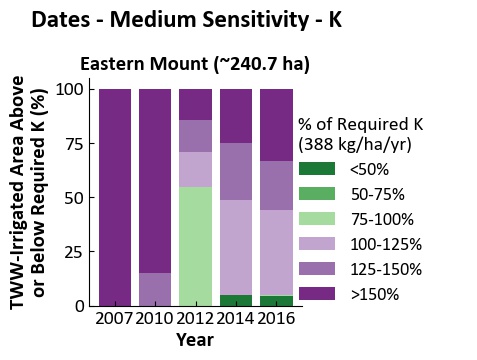 Dates - Medium Sensitivity - K
Eastern Mount (~240.7 ha)
TWW-Irrigated Area Above
or Below Required K (%)
100
75
50
25
0
2007 2010 2012 2014 2016
Year
% of Required K
(388 kg/ha/yr)
<50%
50-75%
75-100%
100-125%
125-150%
>150%